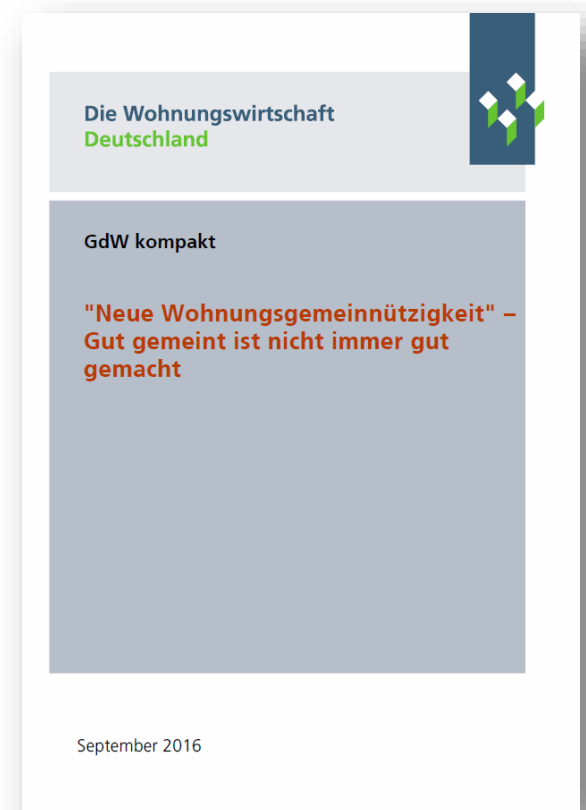 Die Wohnungswirtschaft
Deutschland
GdW kompakt
"Neue Wohnungsgemeinnützigkeit" –
Gut gemeint ist nicht immer gut
gemacht
September 2016